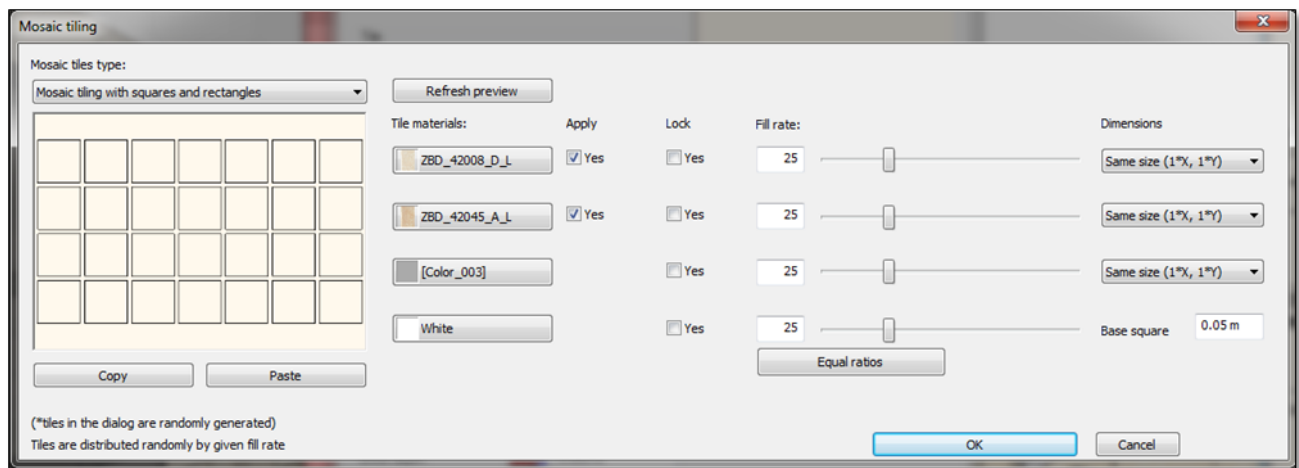 Mosaic tiling
Mosaic tiles type:
Mosaic tiling with squares and rectangles
Refresh preview
Tile materials: Apply Lock Fill rate: Dimensions
ZBD_42008_D_L Yes Yes 25 Same size (1*X, 1*Y)
ZBD_42045_A_L Yes Yes 25 Same size (1*X, 1*Y)
[Color_003] Yes 25 Same size (1*X, 1*Y)
White Yes 25 Base square 0.05 m
Equal ratios
Copy Paste
(*tiles in the dialog are randomly generated)
Tiles are distributed randomly by given fill rate
OK Cancel